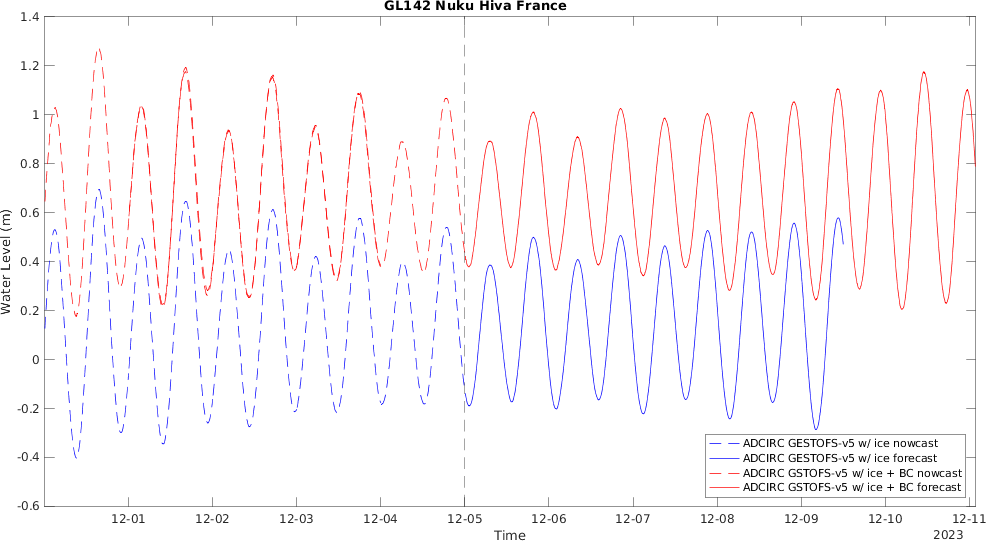 GL142 Nuku Hiva France
Water Level (m)
1.4
1.2
1
0.8
0.6
0.4
0.2
0
-0.2
-0.4
-0.6
ADCIRC GESTOFS-v5 w/ ice nowcast
ADCIRC GESTOFS-v5 w/ ice forecast
ADCIRC GSTOFS-v5 w/ ice + BC nowcast
ADCIRC GSTOFS-v5 w/ ice + BC forecast
12-01 12-02 12-03 12-04 12-05 12-06 12-07 12-08 12-09 12-10 12-11
Time
2023